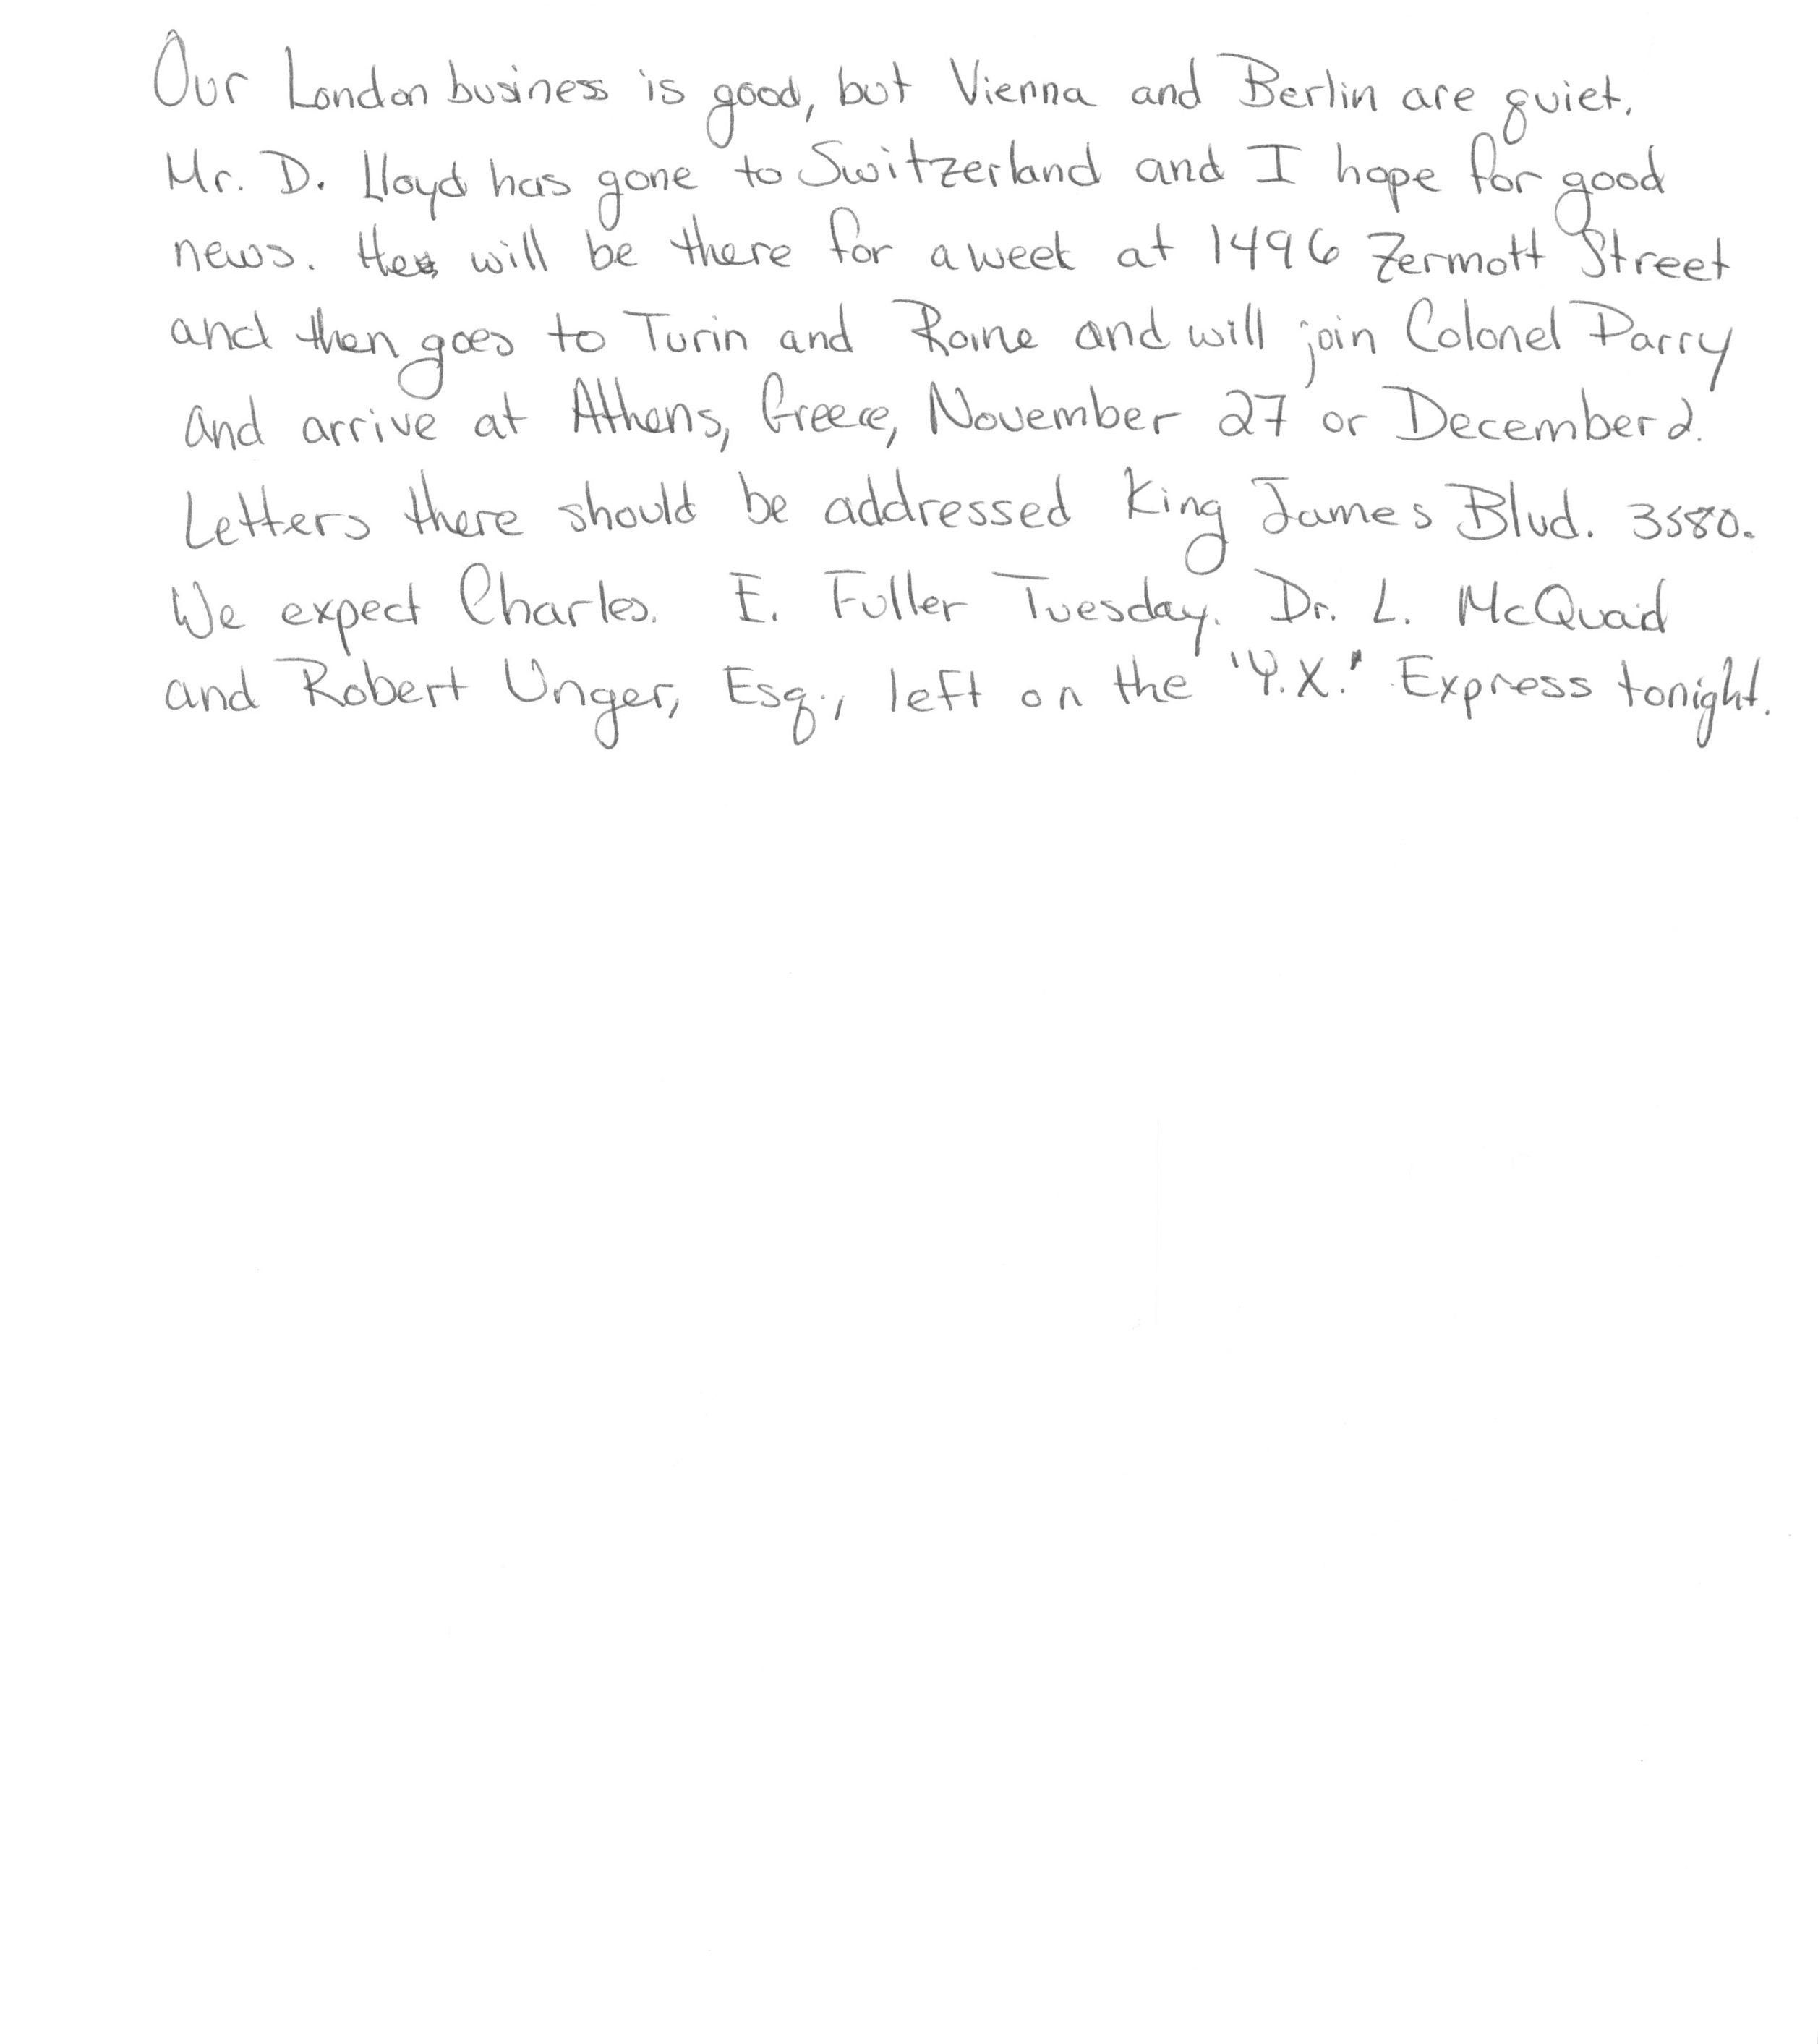 Our London business is good, but Vienna and Berlin are quiet.
Mr. D. Lloyd has gone to Switzerland and I hope for good
news. He will be there for a week at 1496 Zermott Street
and then goes to Turin and Rome and will join Colonel Parry
and arrive at Athens, Greece, November 27 or December 2.
Letters there should be addressed King James Blvd. 3580.
We expect Charles. E. Fuller Tuesday. Dr. L. McQuaid
and Robert Unger, Esq., left on the "Y.X." Express tonight.